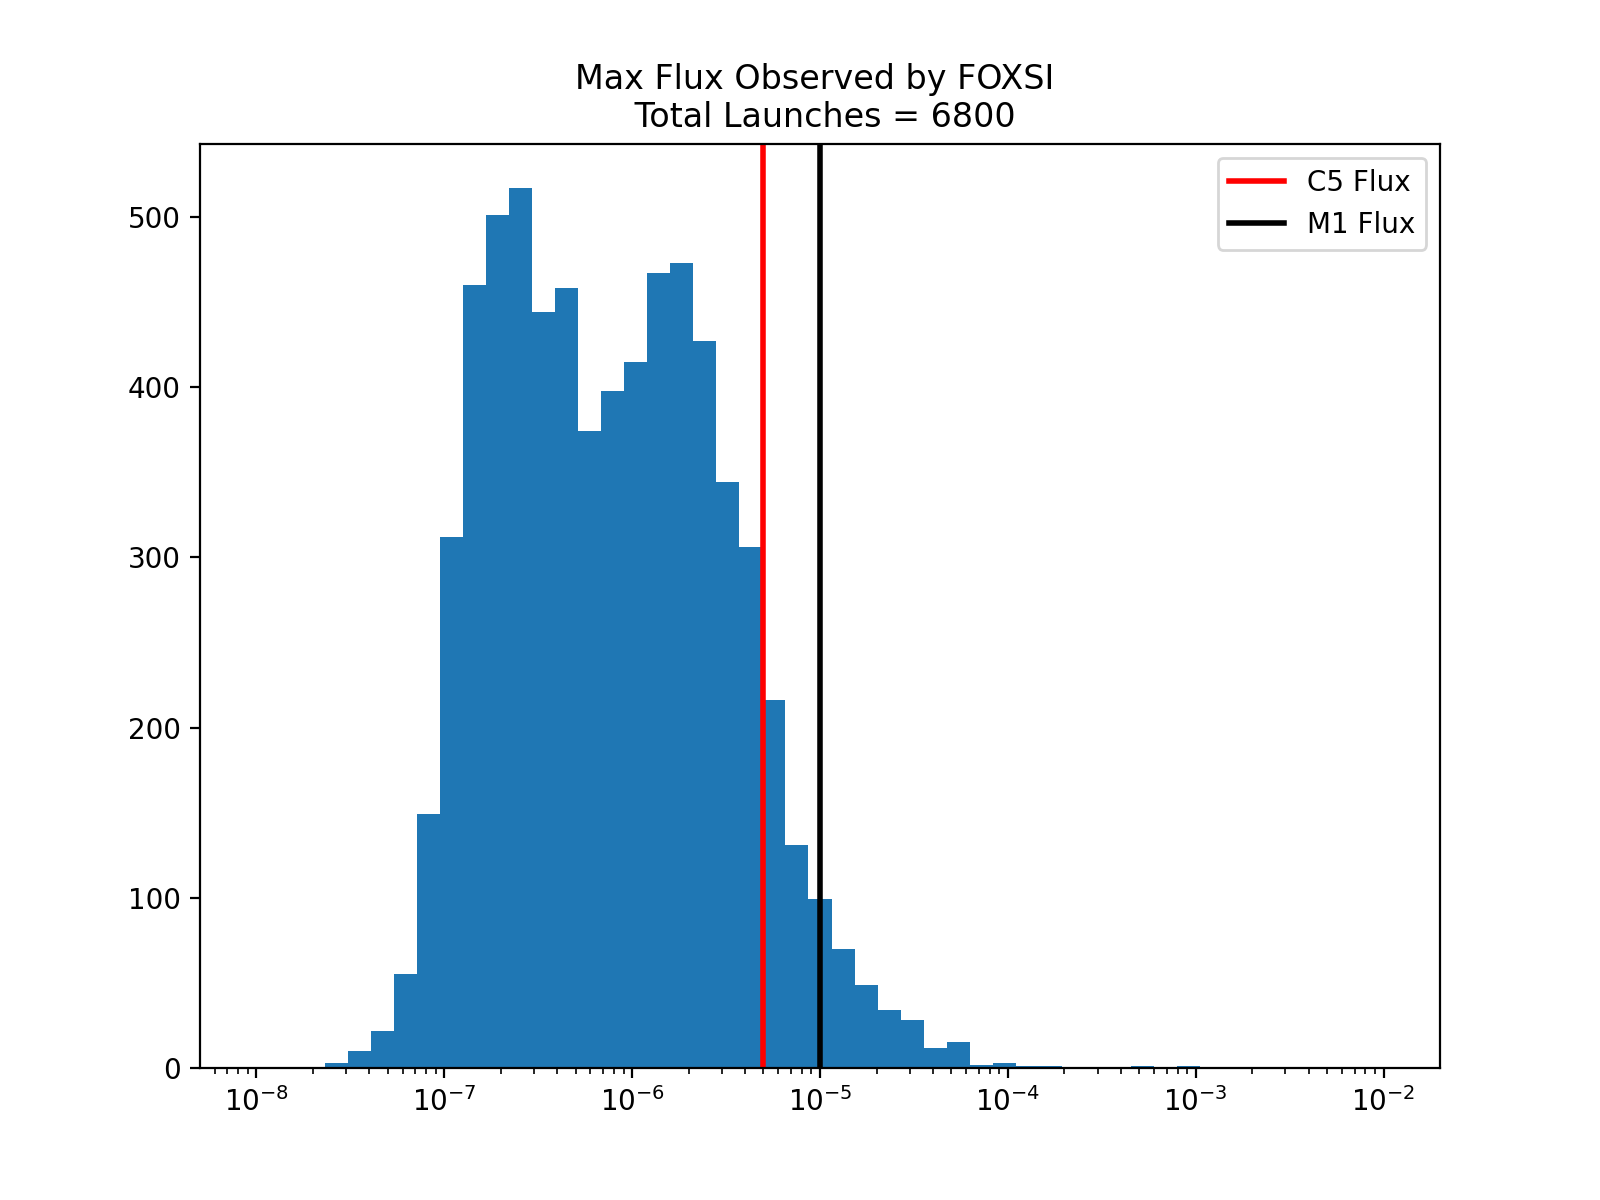 Max Flux Observed by FOXSI
Total Launches = 6800
C5 Flux
M1 Flux
500
400
300
200
100
0
10⁻⁸ 10⁻⁷ 10⁻⁶ 10⁻⁵ 10⁻⁴ 10⁻³ 10⁻²